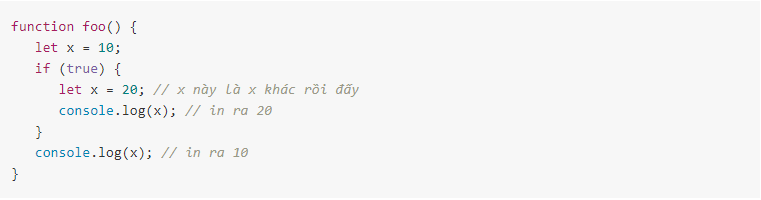 function foo() {
   let x = 10;
   if (true) {
      let x = 20; // x này là x khác rồi đấy
      console.log(x); // in ra 20
   }
   console.log(x); // in ra 10
}